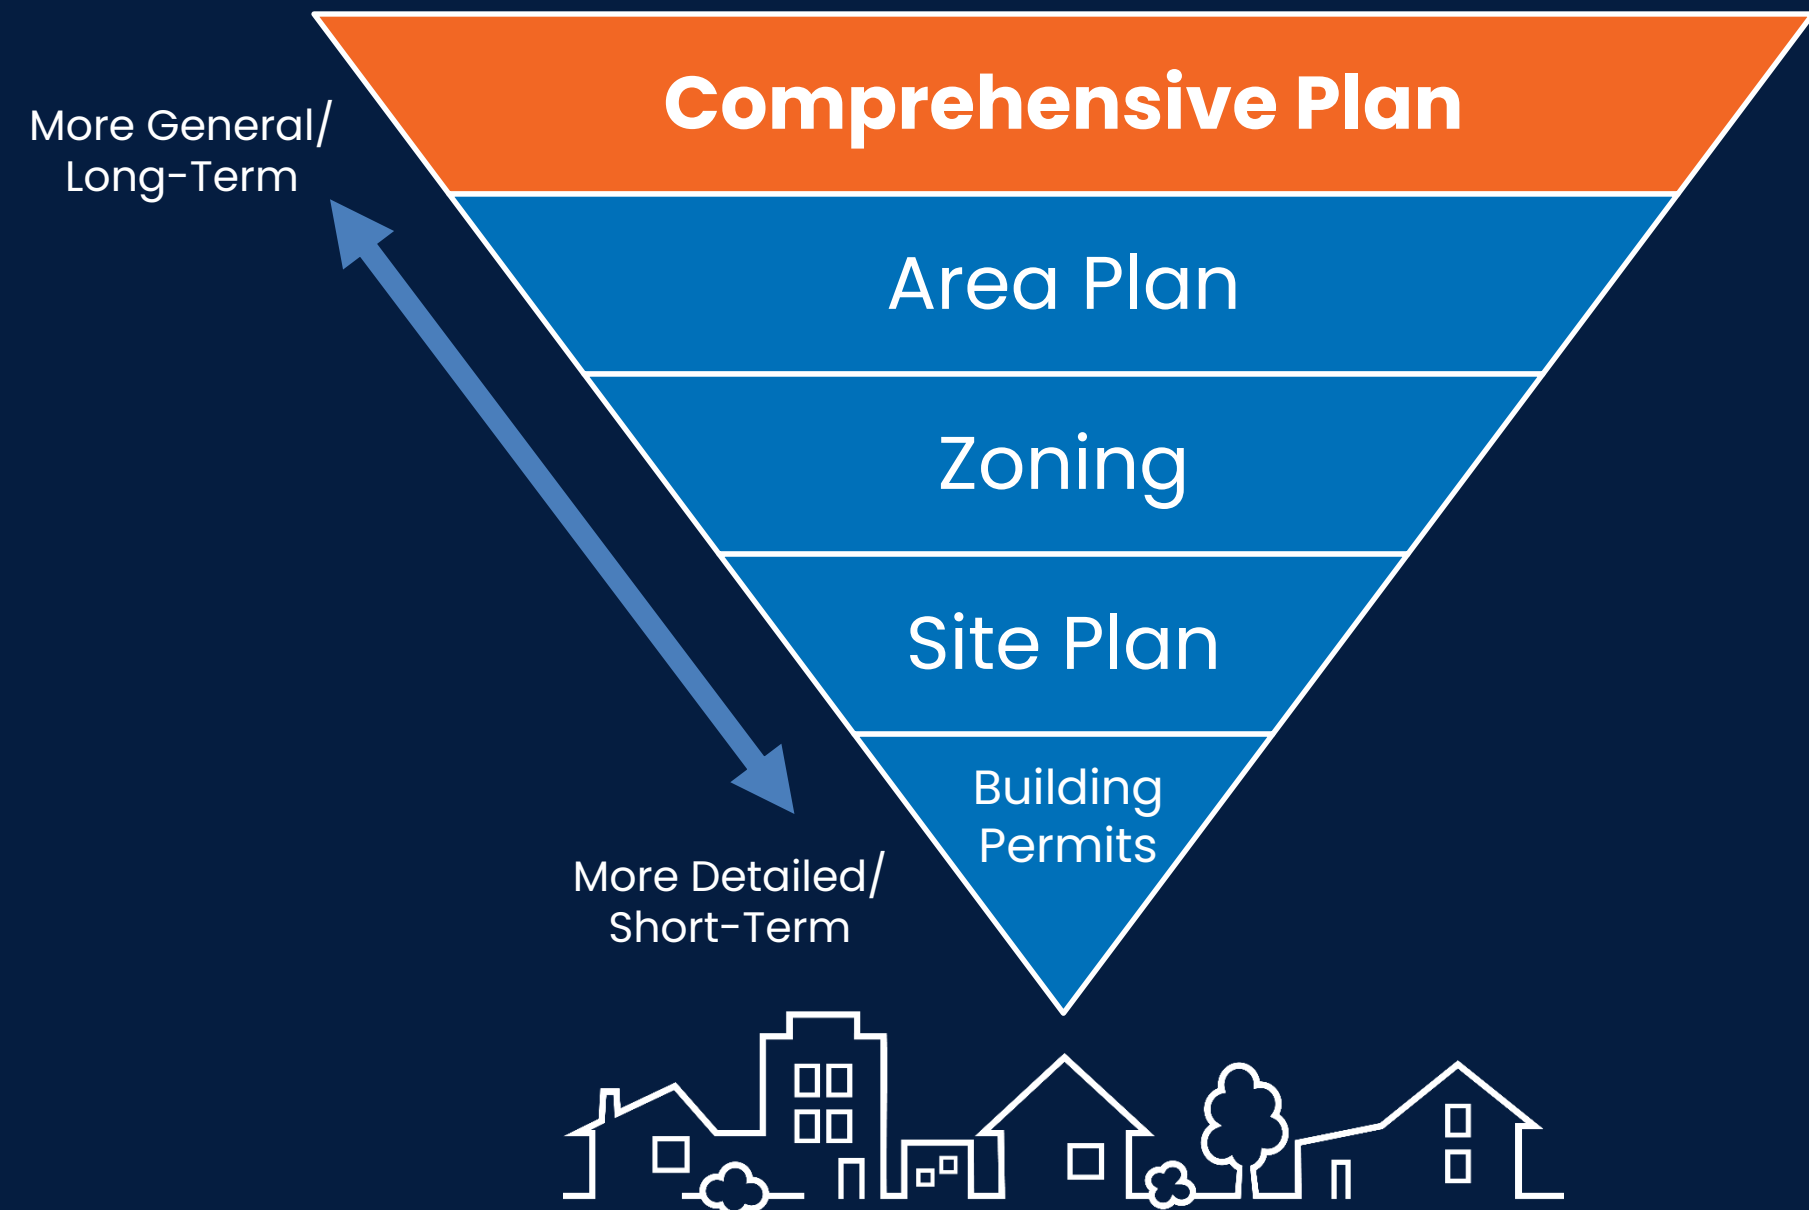 Comprehensive Plan
More General/
Long-Term
Area Plan
Zoning
Site Plan
Building
Permits
More Detailed/
Short-Term